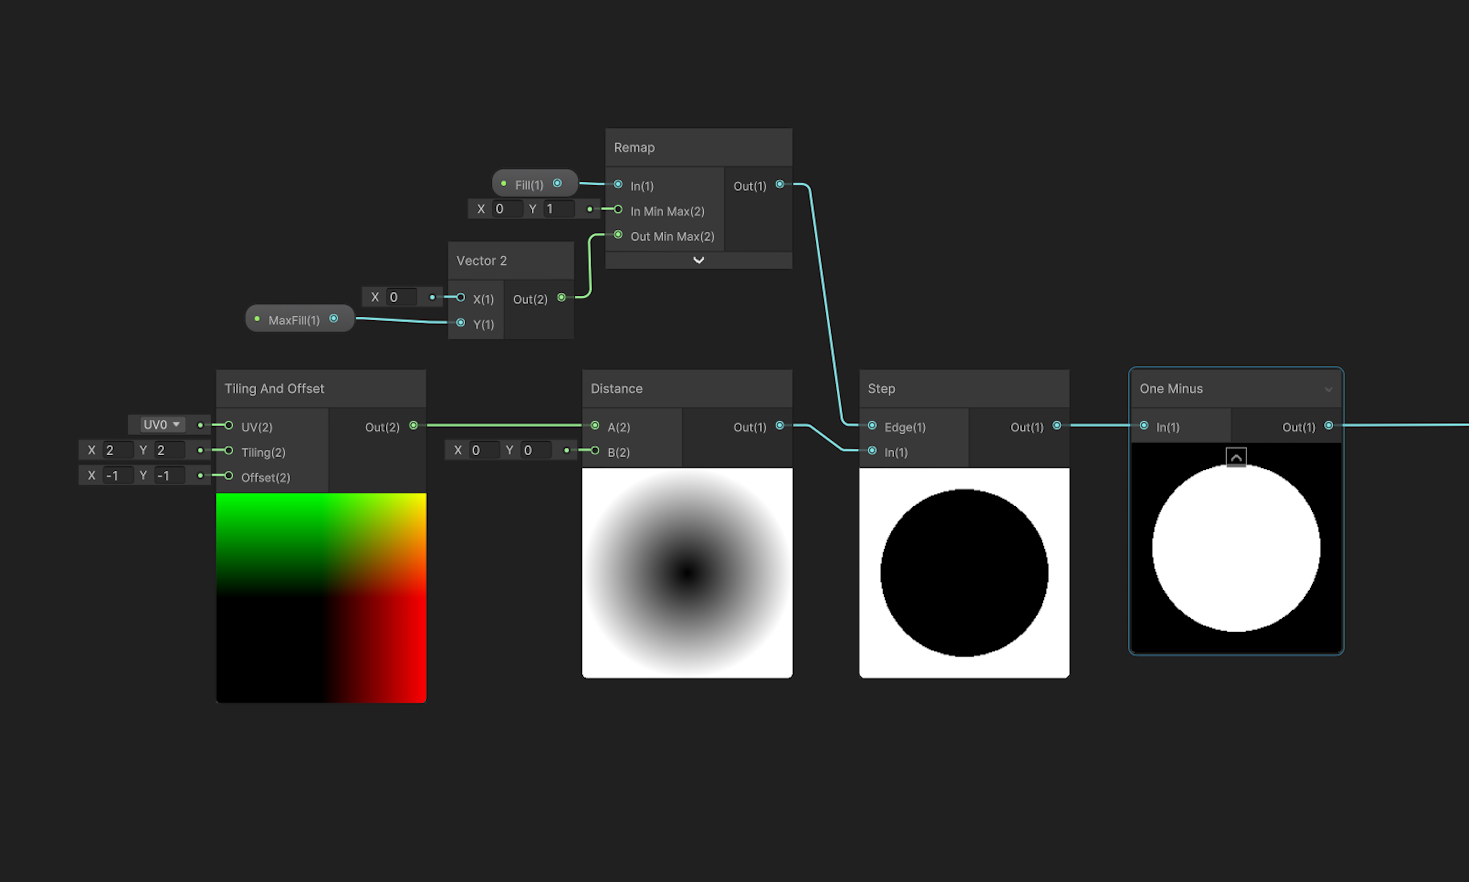 Remap
Fill(1)
In(1)
Out(1)
X 0 Y 1
In Min Max(2)
Out Min Max(2)
Vector 2
X 0
X(1)
Out(2)
MaxFill(1)
Y(1)
Tiling And Offset
UV0
UV(2)
Out(2)
X 2 Y 2
Tiling(2)
X -1 Y -1
Offset(2)
Distance
A(2)
Out(1)
X 0 Y 0
B(2)
Step
Edge(1)
Out(1)
In(1)
One Minus
In(1)
Out(1)